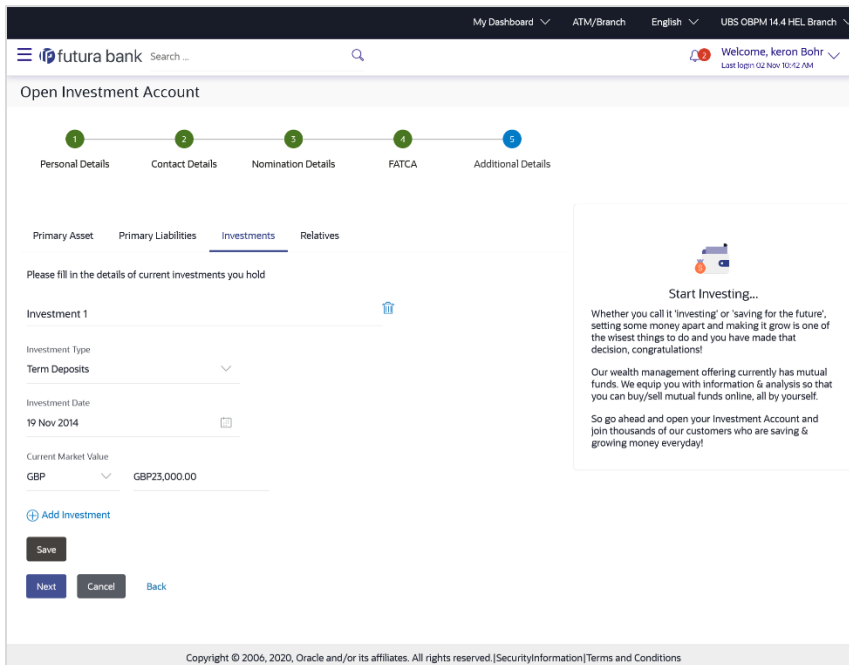 My Dashboard ATM/Branch English UBS OBPM 14.4 HEL Branch
futura bank Search ... 2 Welcome, keron Bohr
Last login 02 Nov 10:42 AM
Open Investment Account
1 2 3 4 5
Personal Details Contact Details Nomination Details FATCA Additional Details
Primary Asset Primary Liabilities Investments Relatives
Please fill in the details of current investments you hold
Investment 1
Investment Type
Term Deposits
Investment Date
19 Nov 2014
Current Market Value
GBP GBP23,000.00
Add Investment
Save
Next Cancel Back
Start Investing...
Whether you call it 'investing' or 'saving for the future',
setting some money apart and making it grow is one of
the wisest things to do and you have made that
decision, congratulations!
Our wealth management offering currently has mutual
funds. We equip you with information & analysis so that
you can buy/sell mutual funds online, all by yourself.
So go ahead and open your Investment Account and
join thousands of our customers who are saving &
growing money everyday!
Copyright © 2006, 2020, Oracle and/or its affiliates. All rights reserved.|SecurityInformation|Terms and Conditions